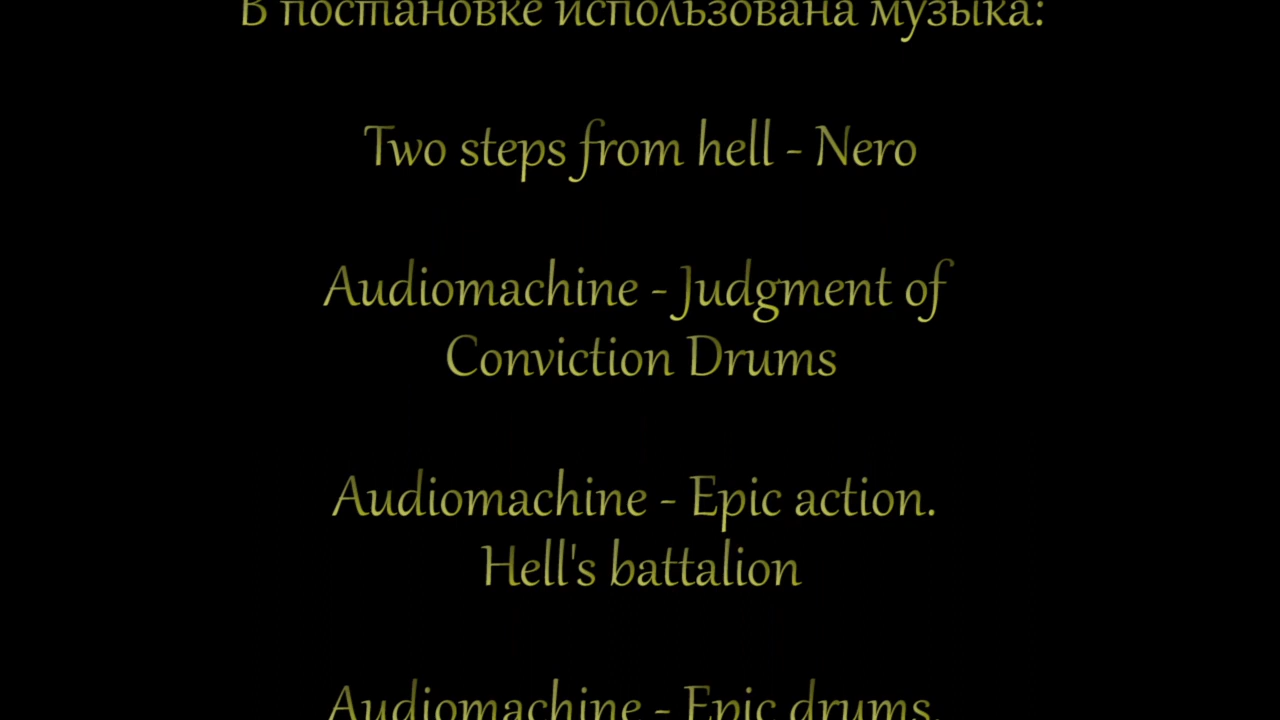 В постановке использована музыка:
Two steps from hell - Nero
Audiomachine - Judgment of
Conviction Drums
Audiomachine - Epic action.
Hell's battalion
Audiomachine - Epic drums.